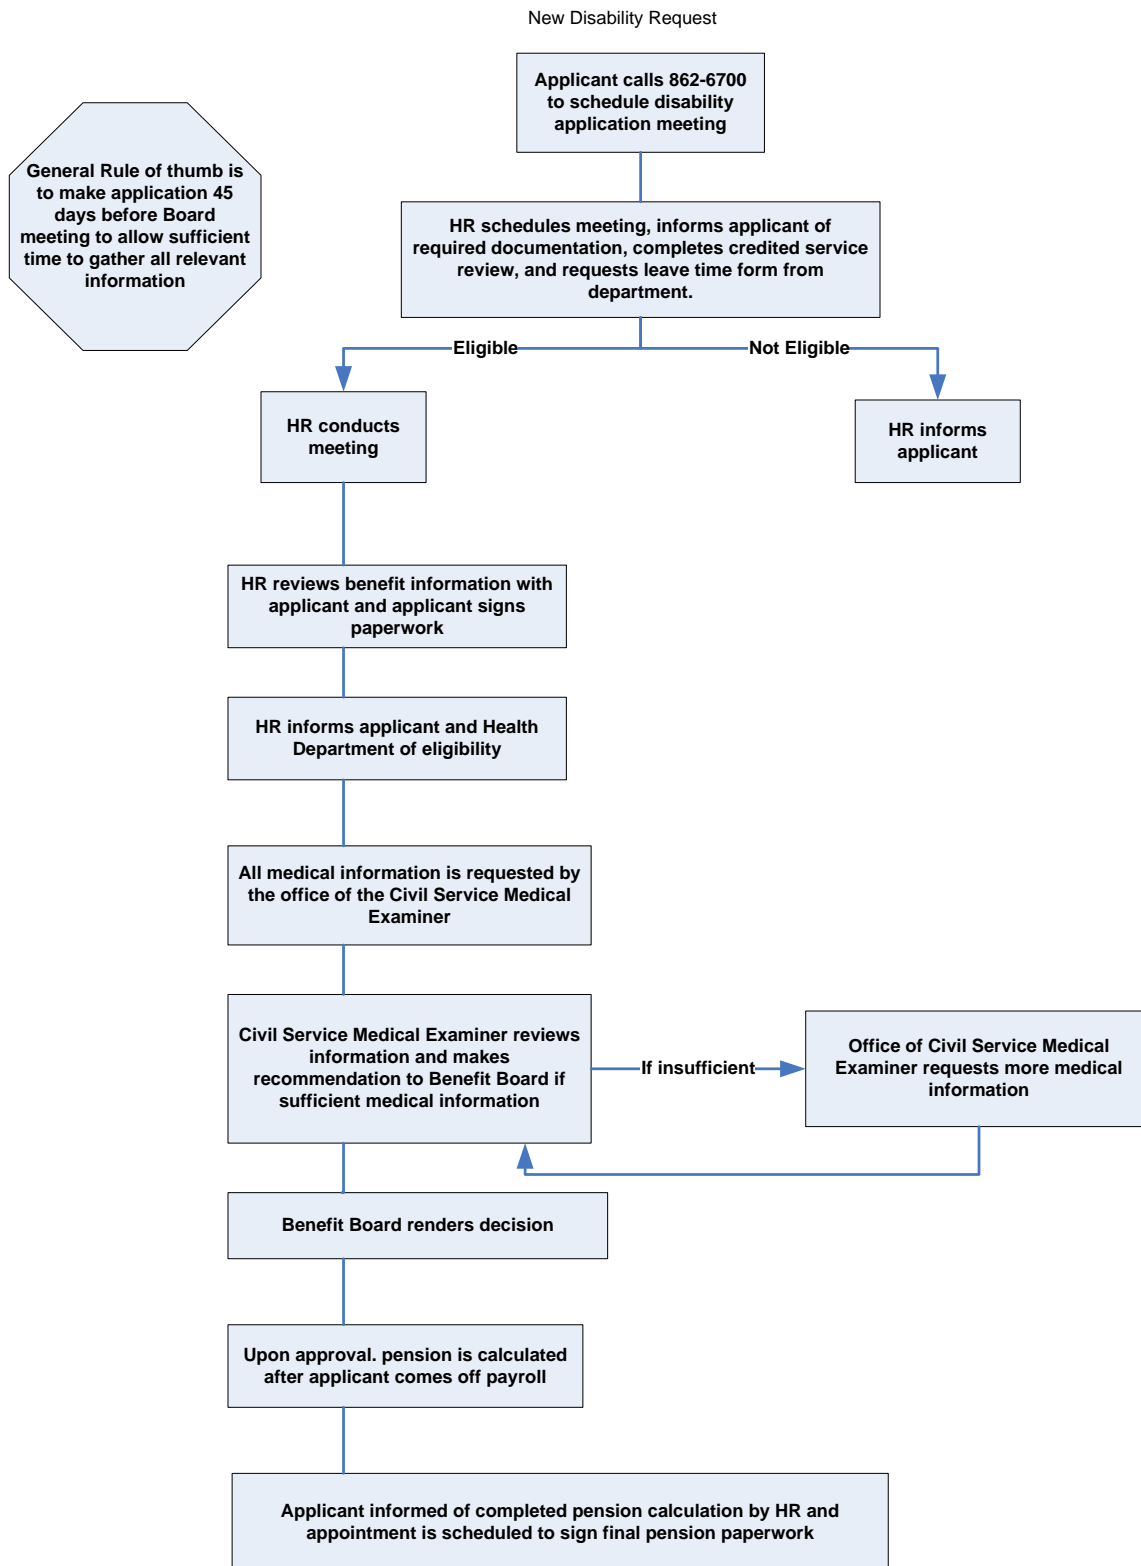 New Disability Request
Applicant calls 862-6700
to schedule disability
application meeting
General Rule of thumb is
to make application 45
days before Board
meeting to allow sufficient
time to gather all relevant
information
HR schedules meeting, informs applicant of
required documentation, completes credited service
review, and requests leave time form from
department.
Eligible
Not Eligible
HR conducts
meeting
HR informs
applicant
HR reviews benefit information with
applicant and applicant signs
paperwork
HR informs applicant and Health
Department of eligibility
All medical information is requested by
the office of the Civil Service Medical
Examiner
Civil Service Medical Examiner reviews
information and makes
recommendation to Benefit Board if
sufficient medical information
If insufficient
Office of Civil Service Medical
Examiner requests more medical
information
Benefit Board renders decision
Upon approval. pension is calculated
after applicant comes off payroll
Applicant informed of completed pension calculation by HR and
appointment is scheduled to sign final pension paperwork